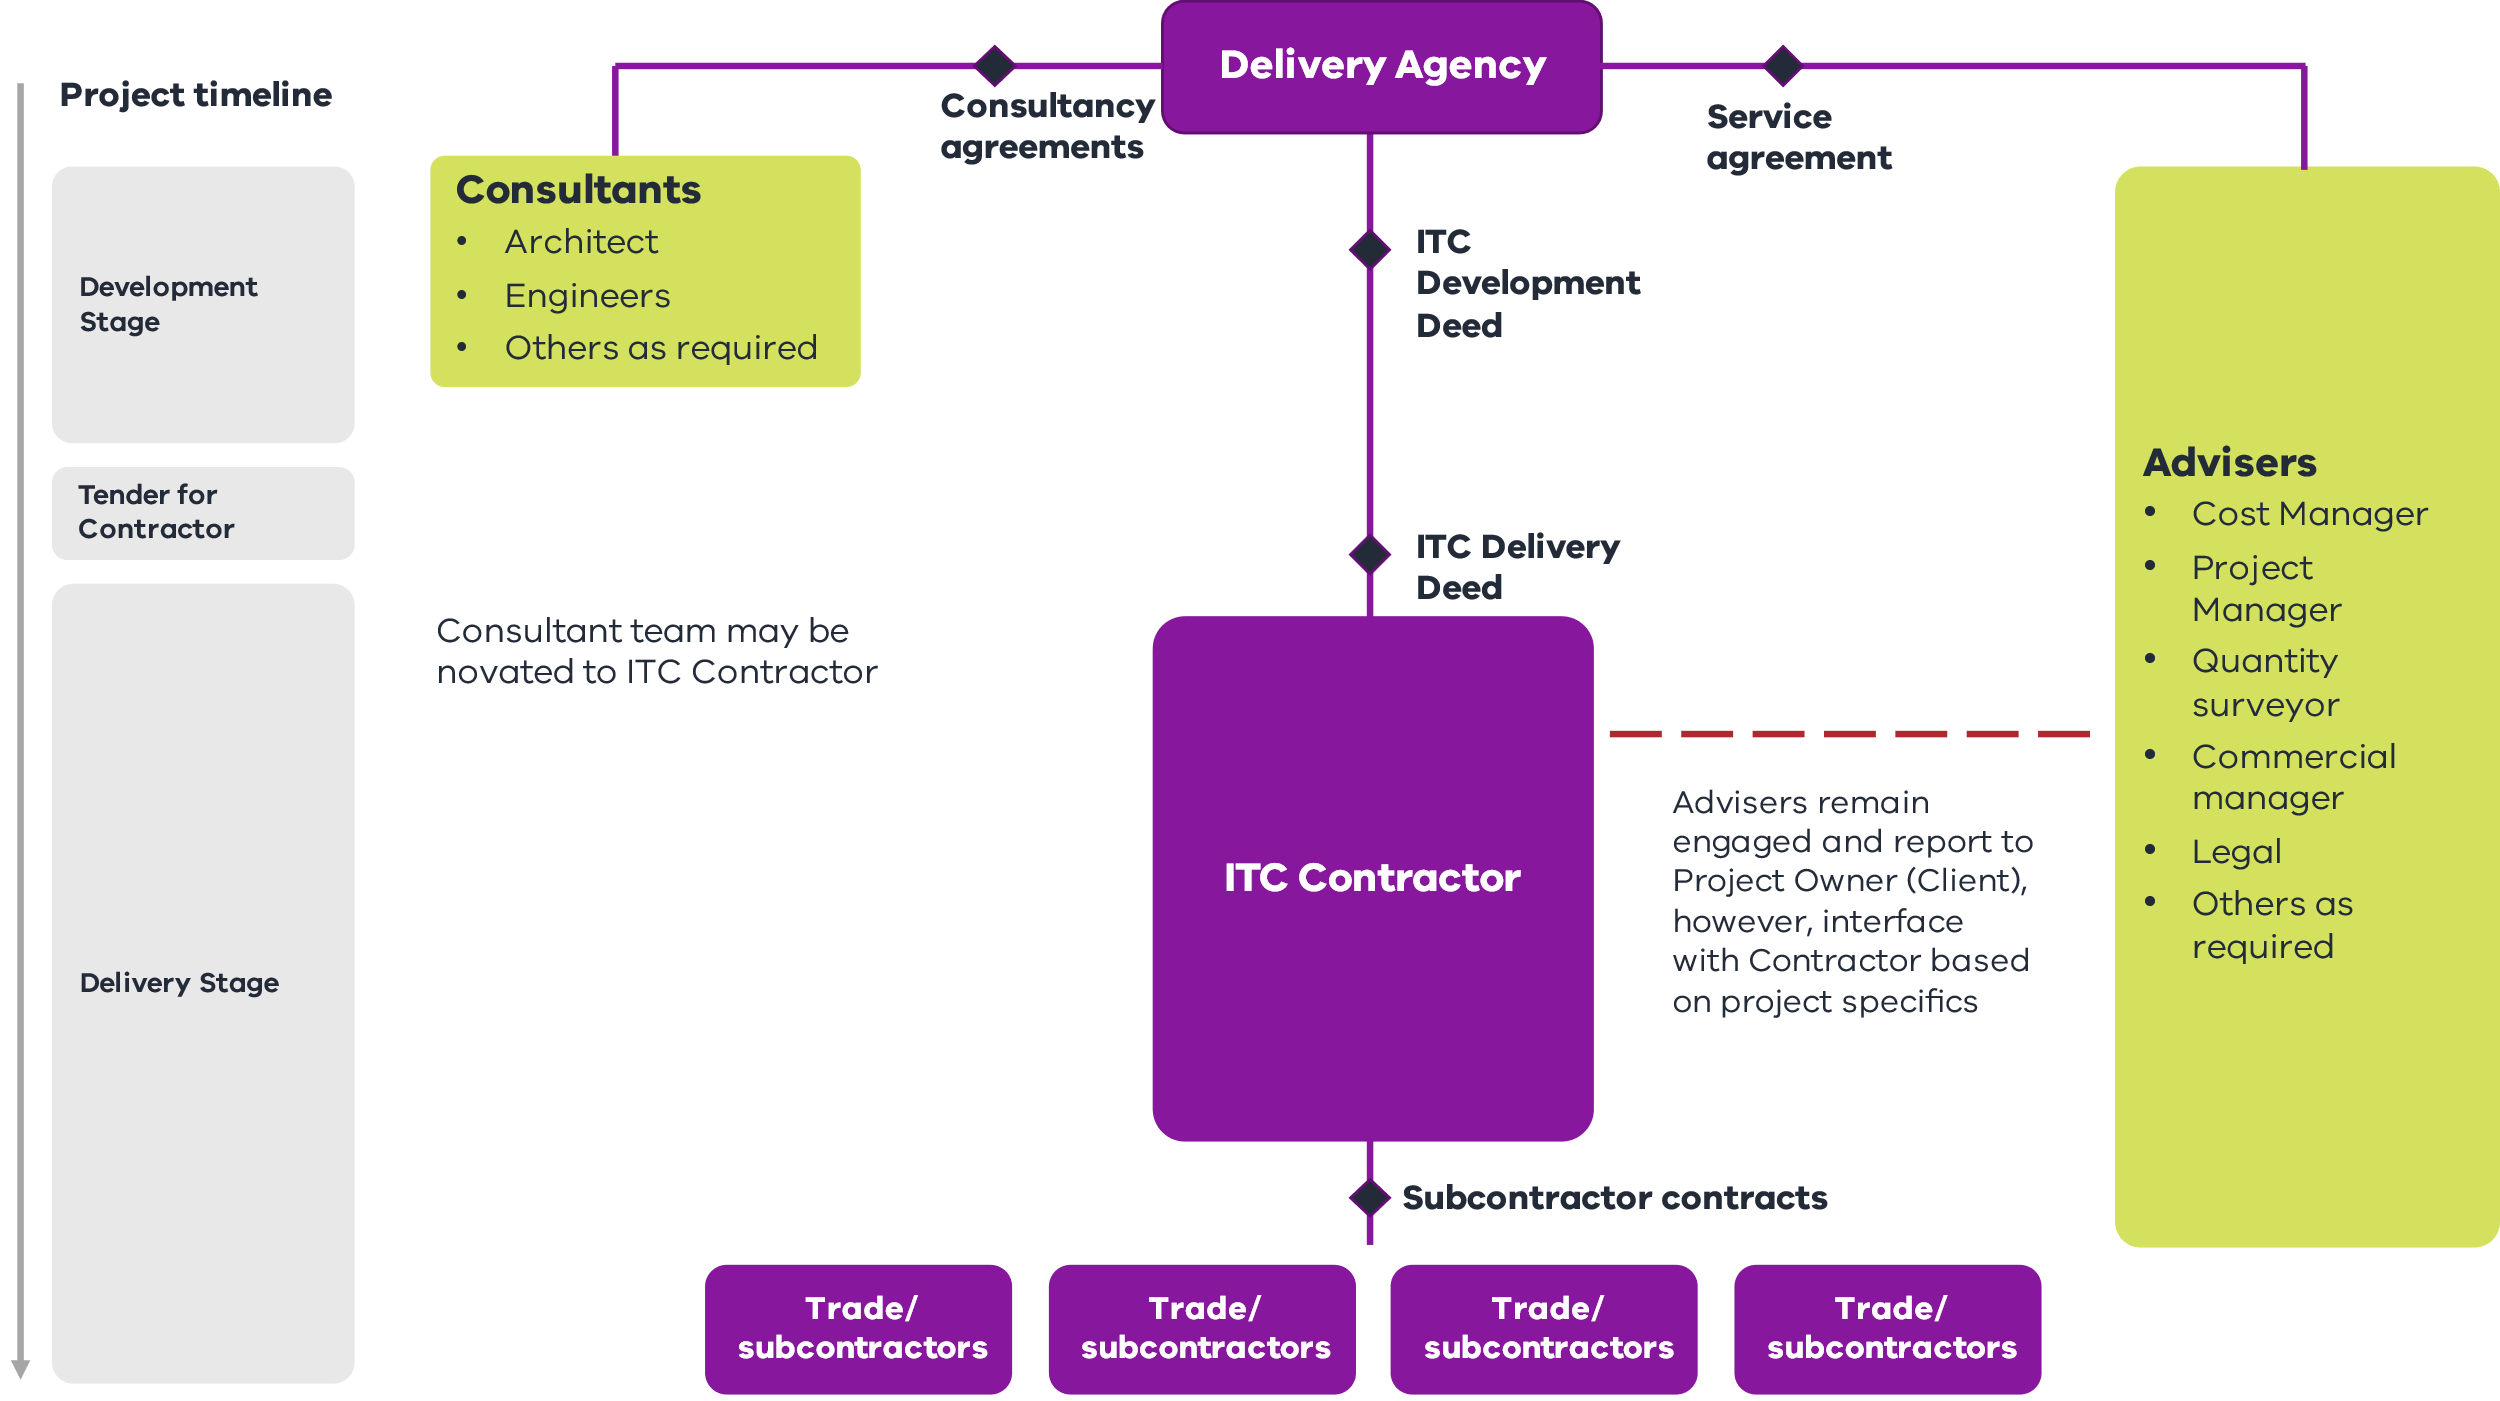 Delivery Agency
Project timeline
Consultancy
agreements
Service
agreement
Consultants
• Architect
• Engineers
• Others as required
ITC
Development
Deed
Development
Stage
Tender for
Contractor
Delivery Stage
ITC Delivery
Deed
Consultant team may be
novated to ITC Contractor
ITC Contractor
Advisers remain
engaged and report to
Project Owner (Client),
however, interface
with Contractor based
on project specifics
Advisers
• Cost Manager
• Project
Manager
• Quantity
surveyor
• Commercial
manager
• Legal
• Others as
required
Subcontractor contracts
Trade/
subcontractors
Trade/
subcontractors
Trade/
subcontractors
Trade/
subcontractors